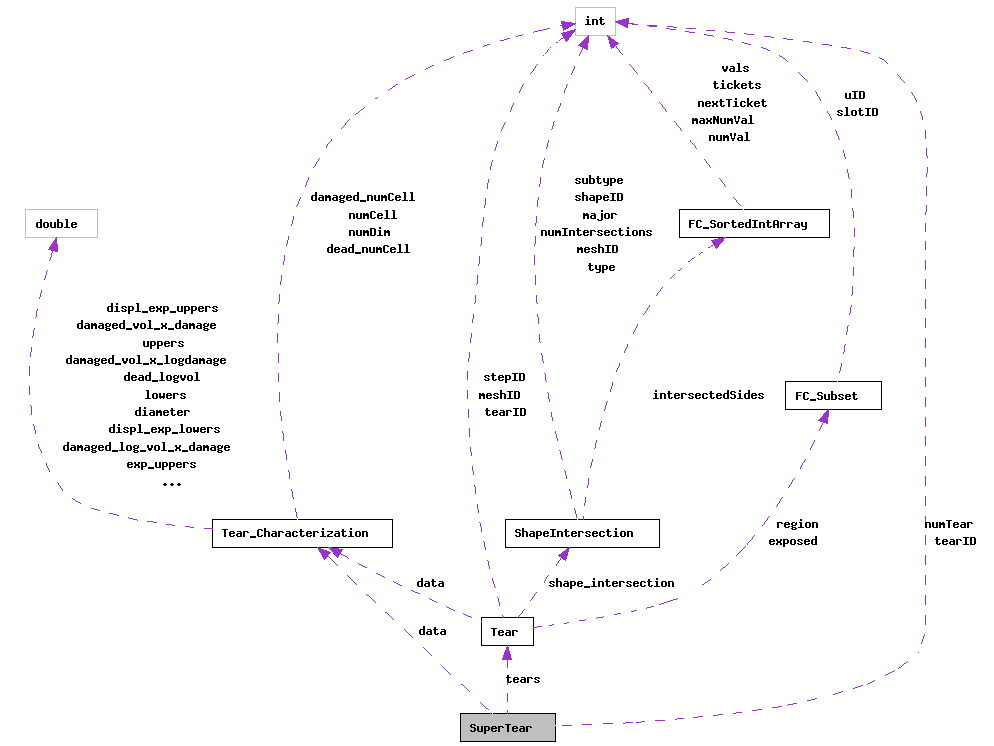 int
vals
tickets
nextTicket
maxNumVal
numVal
uID
slotID
damaged_numCell
numCell
numDim
dead_numCell
subtype
shapeID
major
numIntersections
meshID
type
double
FC_SortedIntArray
displ_exp_uppers
damaged_vol_x_damage
uppers
damaged_vol_x_logdamage
dead_logvol
lowers
diameter
displ_exp_lowers
damaged_log_vol_x_damage
exp_uppers
...
stepID
meshID
tearID
intersectedSides
FC_Subset
Tear_Characterization
ShapeIntersection
region
exposed
numTear
tearID
data
shape_intersection
data
Tear
tears
SuperTear